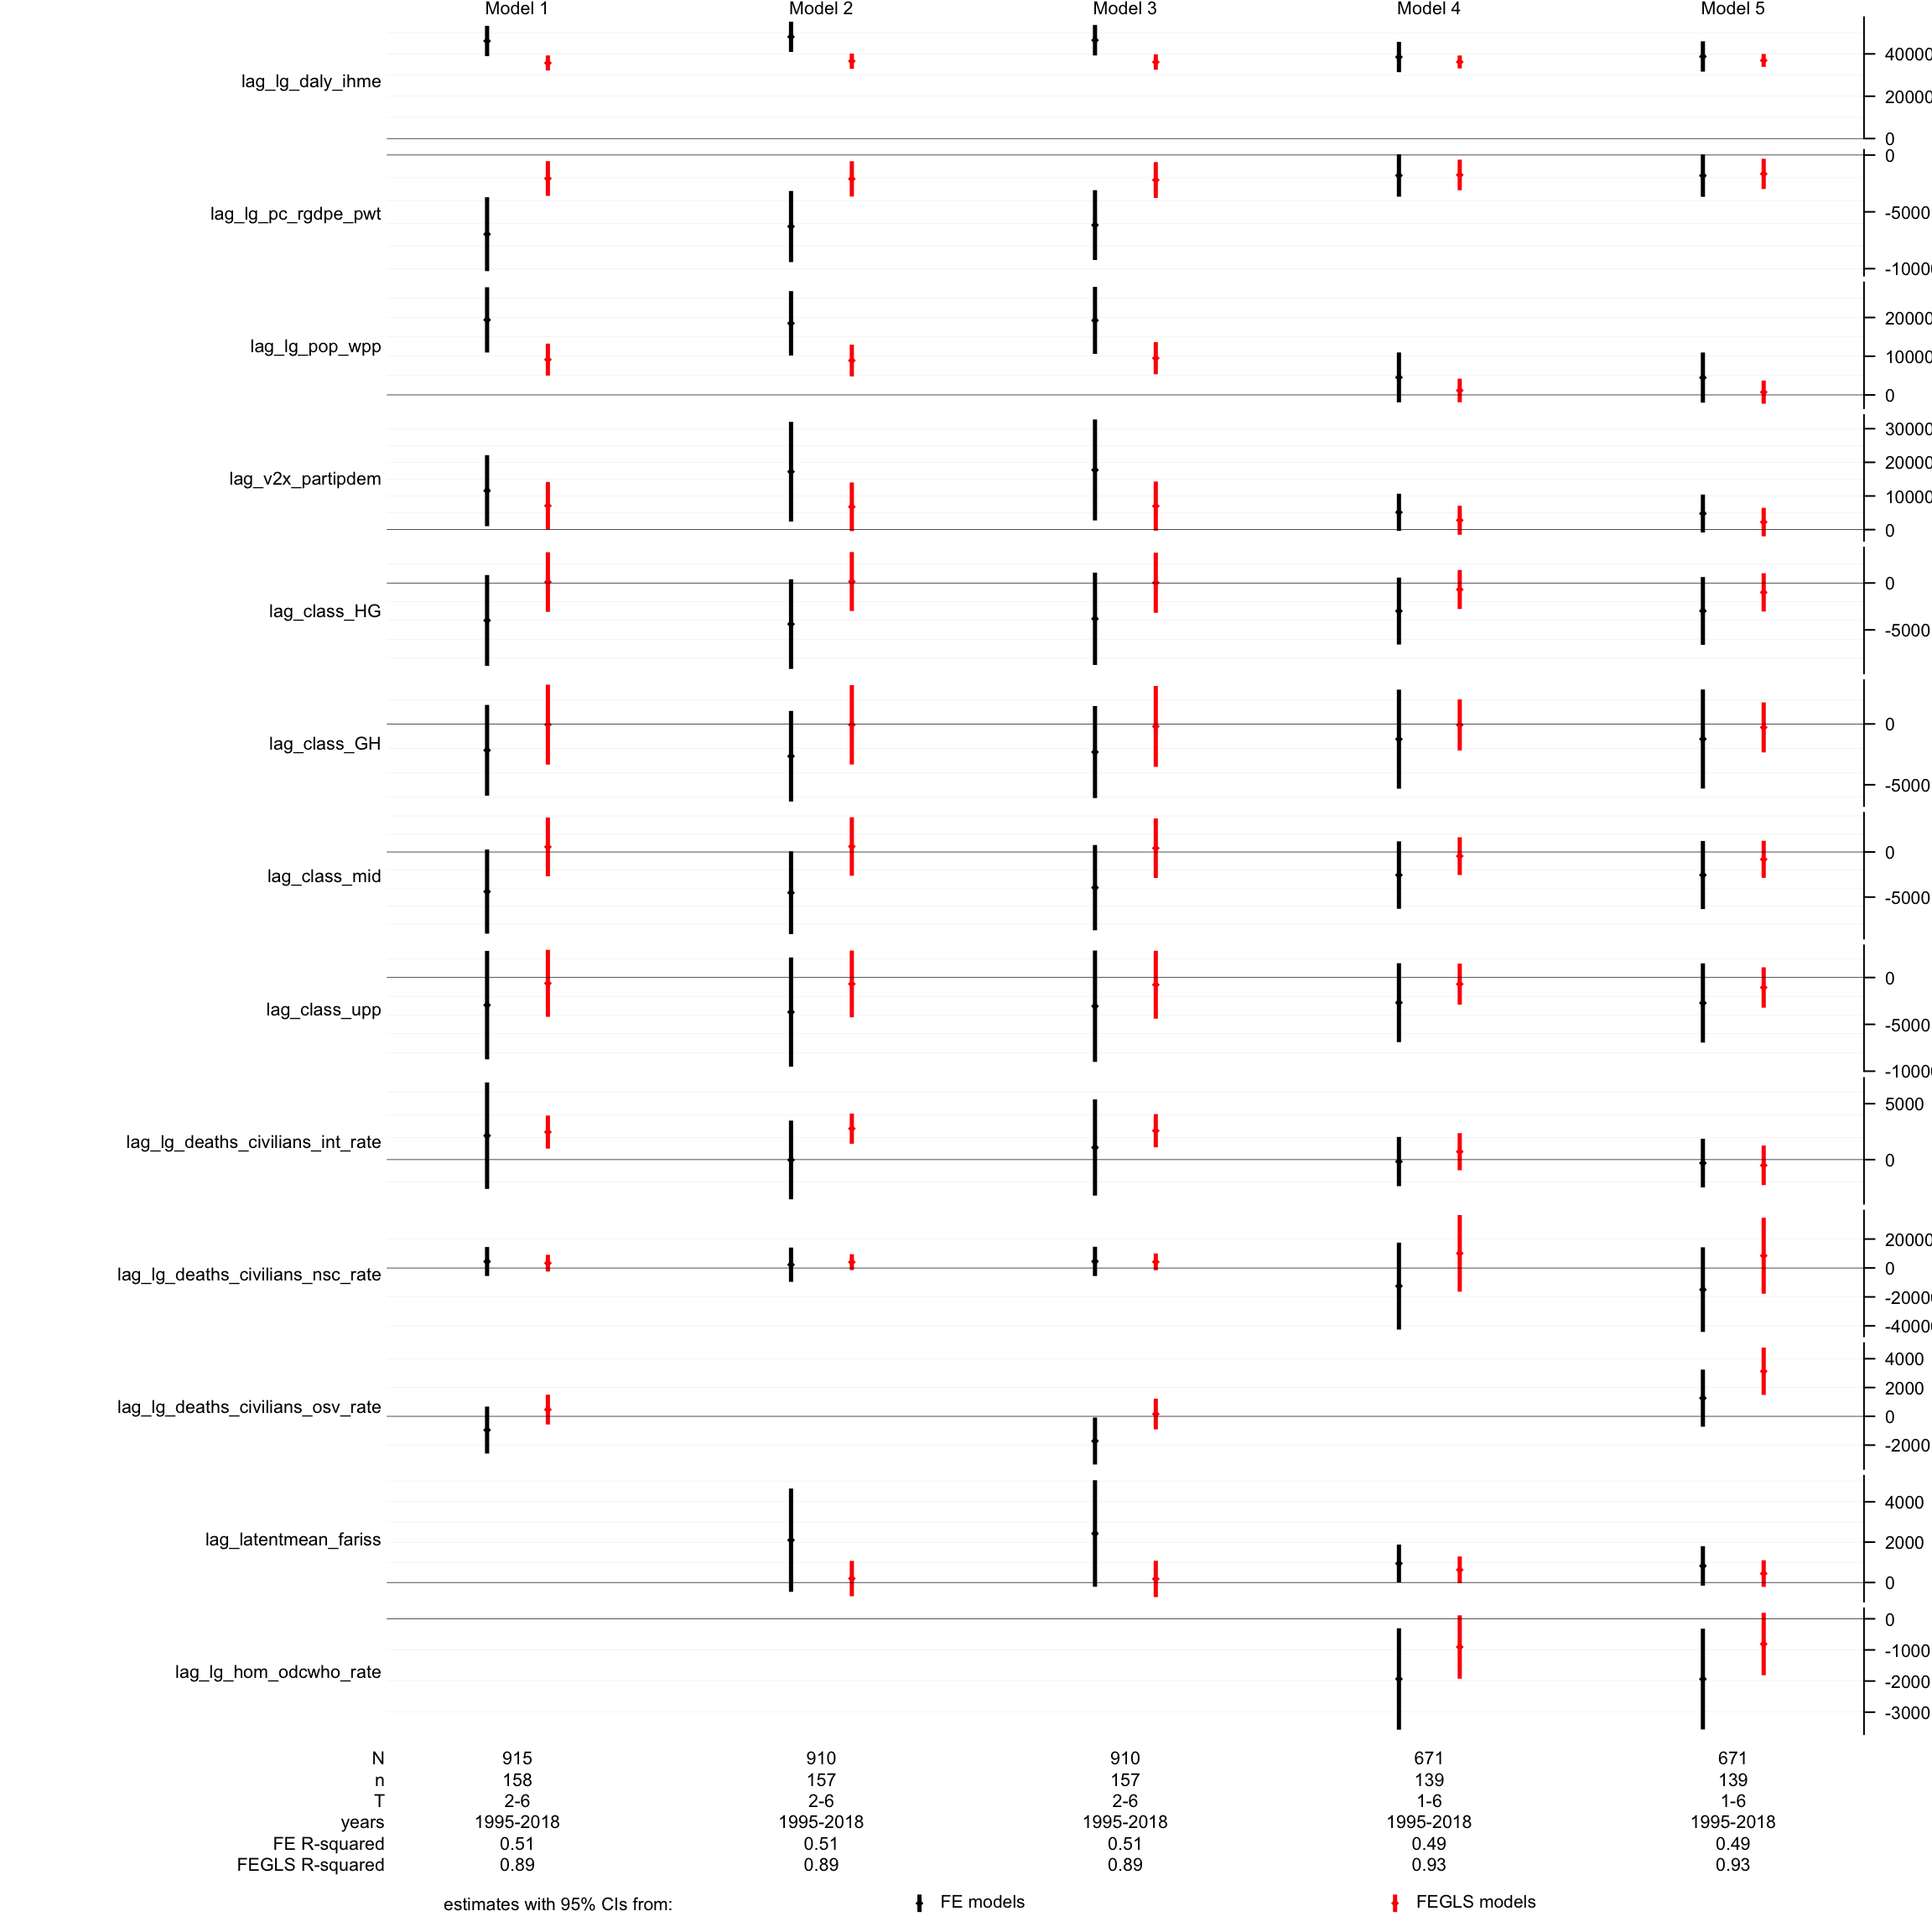 Model 1 Model 2 Model 3 Model 4 Model 5
lag_lg_daly_ihme
40000
20000
0
lag_lg_pc_rgdpe_pwt
0
-5000
-10000
lag_lg_pop_wpp
20000
10000
0
lag_v2x_partipdem
30000
20000
10000
0
lag_class_HG
0
-5000
lag_class_GH
0
-5000
lag_class_mid
0
-5000
lag_class_upp
0
-5000
-10000
lag_lg_deaths_civilians_int_rate
5000
0
lag_lg_deaths_civilians_nsc_rate
20000
0
-20000
-40000
lag_lg_deaths_civilians_osv_rate
4000
2000
0
-2000
lag_latentmean_fariss
4000
2000
0
lag_lg_hom_odcwho_rate
0
-1000
-2000
-3000
N 915 910 910 671 671
n 158 157 157 139 139
T 2-6 2-6 2-6 1-6 1-6
years 1995-2018 1995-2018 1995-2018 1995-2018 1995-2018
FE R-squared 0.51 0.51 0.51 0.49 0.49
FEGLS R-squared 0.89 0.89 0.89 0.93 0.93
estimates with 95% CIs from: FE models FEGLS models